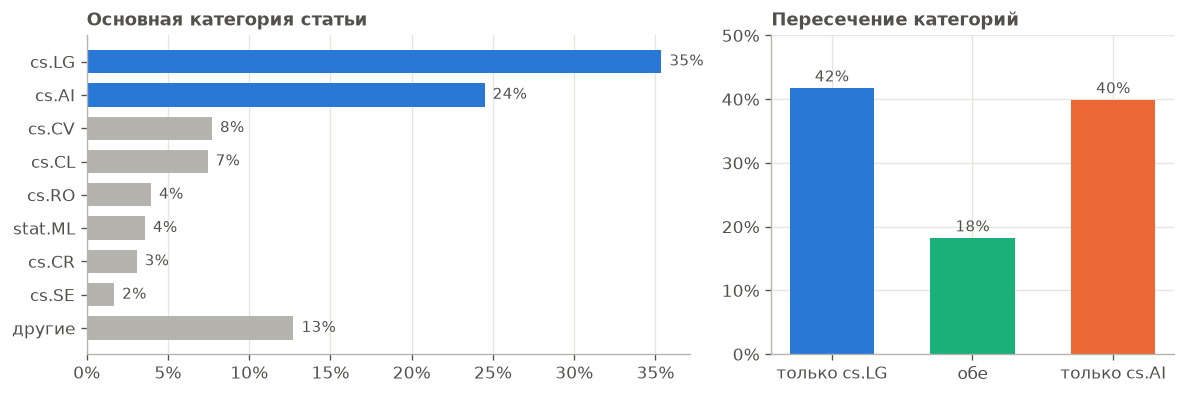 Основная категория статьи
cs.LG 35%
cs.AI 24%
cs.CV 8%
cs.CL 7%
cs.RO 4%
stat.ML 4%
cs.CR 3%
cs.SE 2%
другие 13%
0% 5% 10% 15% 20% 25% 30% 35%
Пересечение категорий
50%
40%
30%
20%
10%
0%
42% 18% 40%
только cs.LG обе только cs.AI